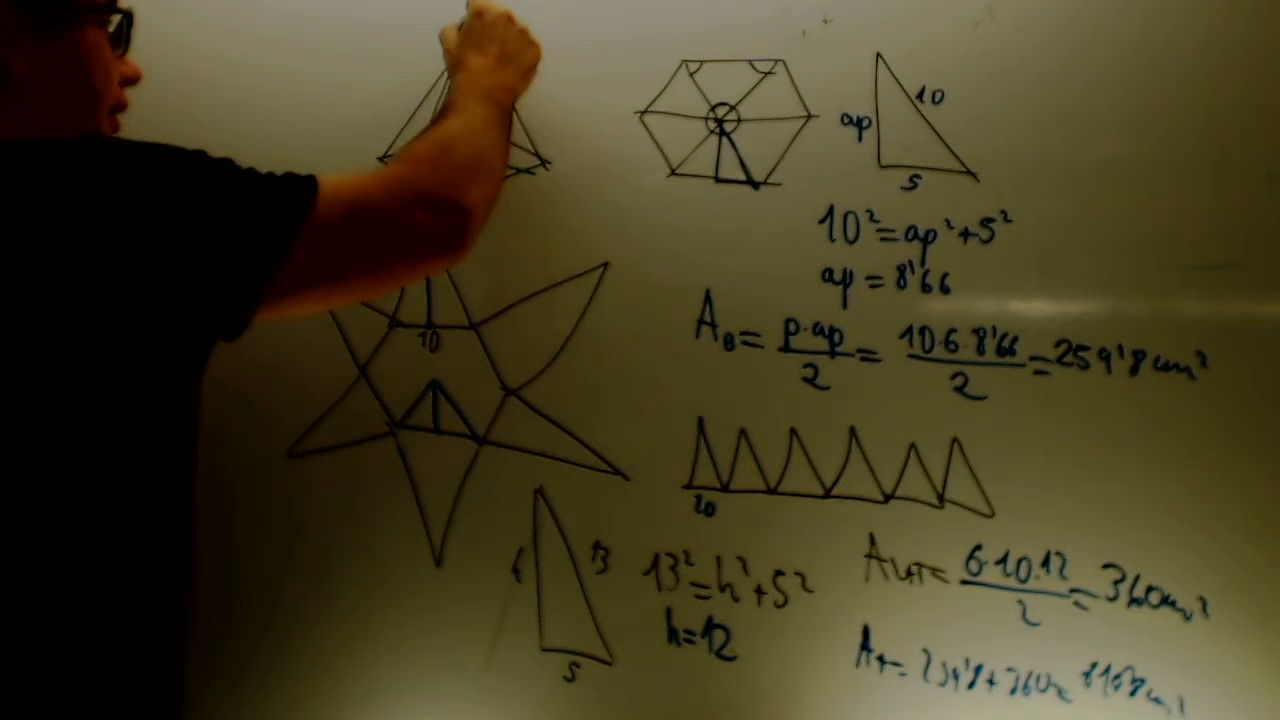 10
ap
5
10² = ap² + 5²
ap = 8'66
A_B = p·ap / 2 = 10·6·8'66 / 2 = 259'8 cm²
10
10
13
5
13² = h² + 5²
h = 12
A_LAT = 6·10·12 / 2 = 360 cm²
A_T = 259'8 + 360 =